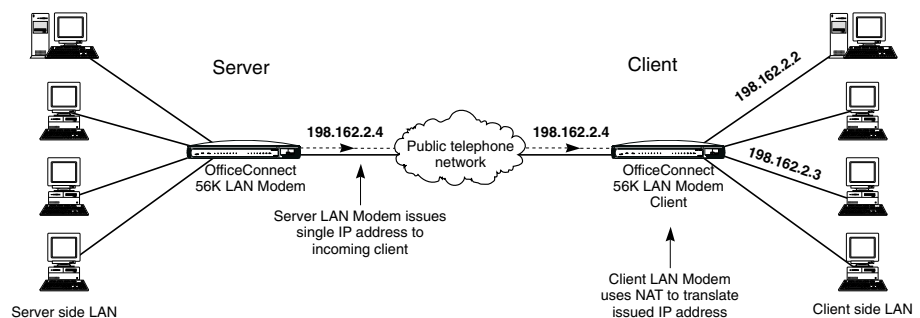 Server
Client
198.162.2.2
198.162.2.4
Public telephone
network
198.162.2.4
198.162.2.3
OfficeConnect
56K LAN Modem
OfficeConnect
56K LAN Modem
Client
Server LAN Modem issues
single IP address to
incoming client
Client LAN Modem
uses NAT to translate
issued IP address
Server side LAN
Client side LAN